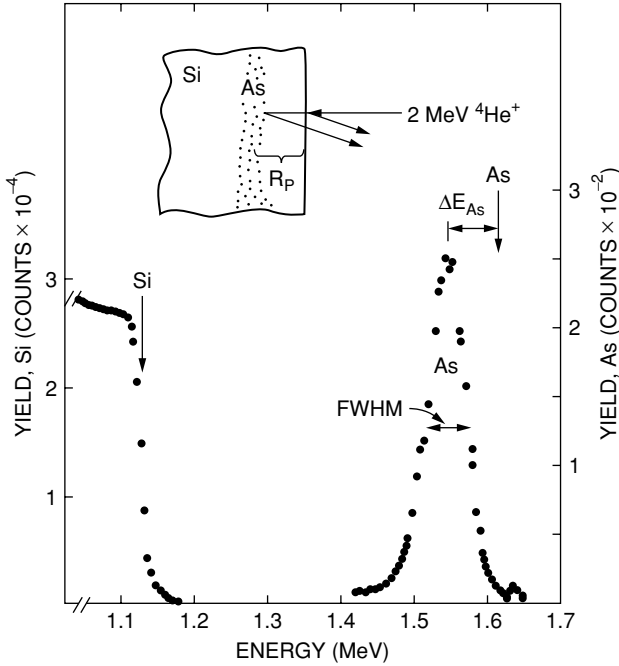 Si
As
2 MeV ⁴He⁺
R_P
As
ΔE_As
Si
As
FWHM
3
2
1
3
2
1
1.1 1.2 1.3 1.4 1.5 1.6 1.7
ENERGY (MeV)
YIELD, Si (COUNTS × 10⁻⁴)
YIELD, As (COUNTS × 10⁻²)